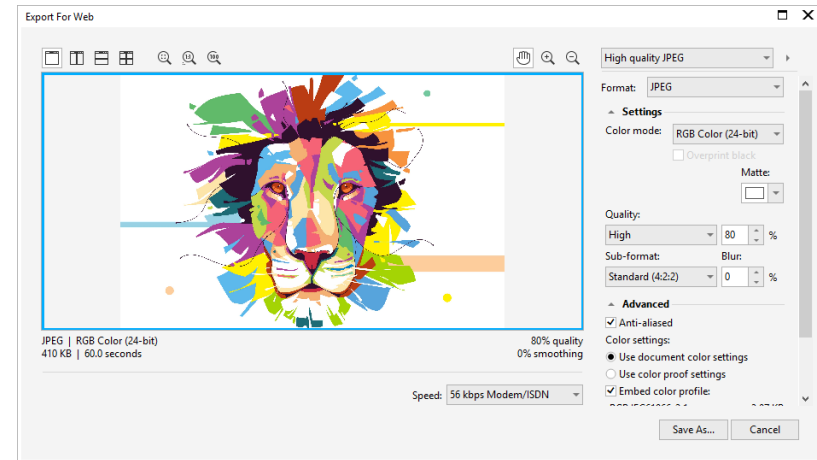 Export For Web
1:1
100
High quality JPEG
Format: JPEG
Settings
Color mode: RGB Color (24-bit)
Overprint black
Matte:
Quality:
High 80 %
Sub-format: Blur:
Standard (4:2:2) 0 %
Advanced
Anti-aliased
Color settings:
Use document color settings
Use color proof settings
Embed color profile:
JPEG | RGB Color (24-bit) 80% quality
410 KB | 60.0 seconds 0% smoothing
Speed: 56 kbps Modem/ISDN
Save As... Cancel